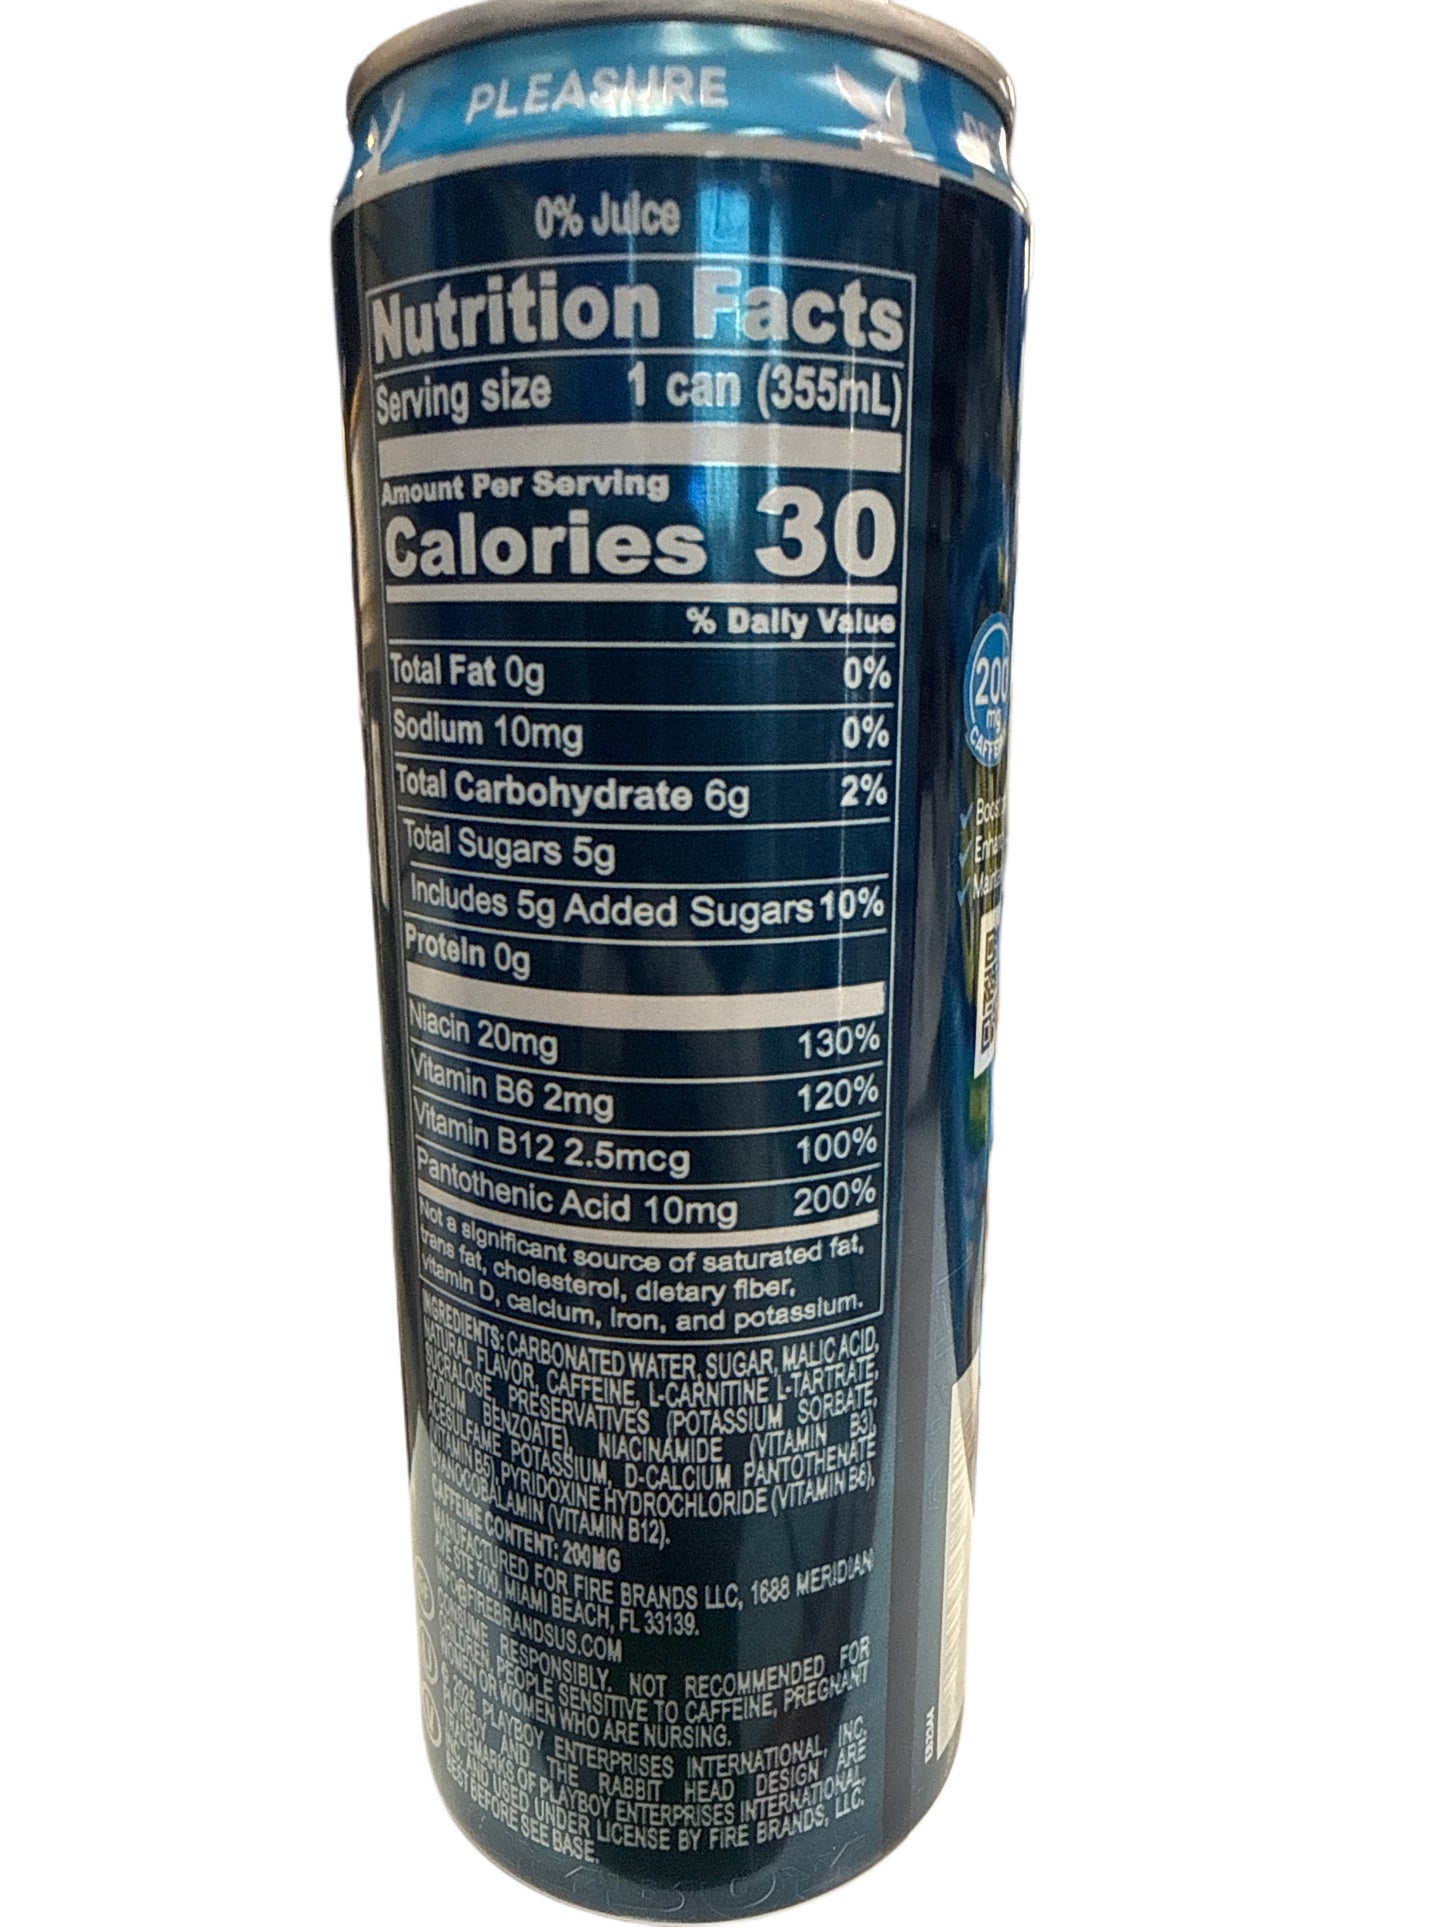 PLEASURE
0% Juice
Nutrition Facts
Serving size 1 can (355mL)
Amount Per Serving
Calories 30
% Daily Value
Total Fat 0g 0%
Sodium 10mg 0%
Total Carbohydrate 6g 2%
Total Sugars 5g
Includes 5g Added Sugars 10%
Protein 0g
Niacin 20mg 130%
Vitamin B6 2mg 120%
Vitamin B12 2.5mcg 100%
Pantothenic Acid 10mg 200%
Not a significant source of saturated fat,
trans fat, cholesterol, dietary fiber,
vitamin D, calcium, iron, and potassium.
INGREDIENTS: CARBONATED WATER, SUGAR, MALIC ACID,
NATURAL FLAVOR, CAFFEINE, L-CARNITINE L-TARTRATE,
SUCRALOSE, PRESERVATIVES (POTASSIUM SORBATE,
SODIUM BENZOATE), NIACINAMIDE (VITAMIN B3),
ACESULFAME POTASSIUM, D-CALCIUM PANTOTHENATE
(VITAMIN B5), PYRIDOXINE HYDROCHLORIDE (VITAMIN B6),
CYANOCOBALAMIN (VITAMIN B12).
CAFFEINE CONTENT: 200MG
MANUFACTURED FOR FIRE BRANDS LLC, 1688 MERIDIAN
AVE STE 700, MIAMI BEACH, FL 33139.
INFO@FIREBRANDSUS.COM
CONSUME RESPONSIBLY. NOT RECOMMENDED FOR
CHILDREN, PEOPLE SENSITIVE TO CAFFEINE, PREGNANT
WOMEN OR WOMEN WHO ARE NURSING.
© 2025 PLAYBOY ENTERPRISES INTERNATIONAL, INC.
PLAYBOY AND THE RABBIT HEAD DESIGN ARE
TRADEMARKS OF PLAYBOY ENTERPRISES INTERNATIONAL,
INC AND USED UNDER LICENSE BY FIRE BRANDS, LLC.
BEST BEFORE SEE BASE.
200
mg